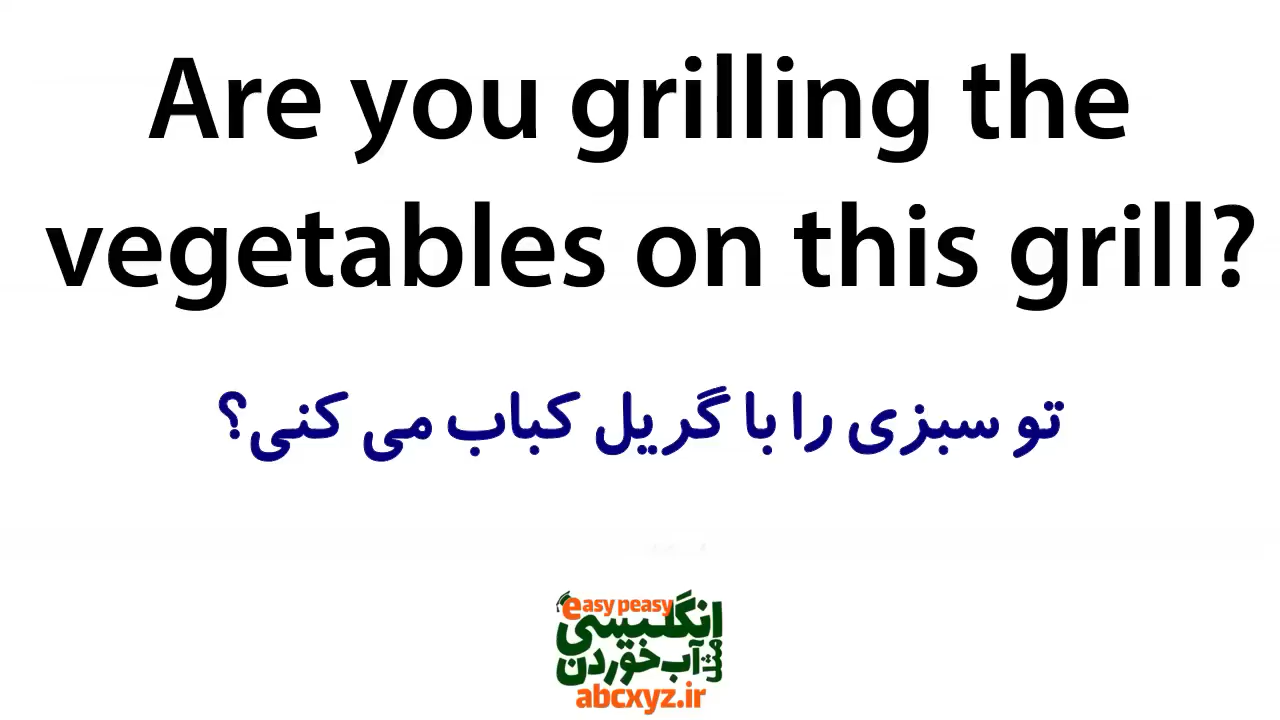 Are you grilling the
vegetables on this grill?
تو سبزی را با گریل کباب می کنی؟
easy peasy
انگلیسی
مثل آب خوردن
abcxyz.ir